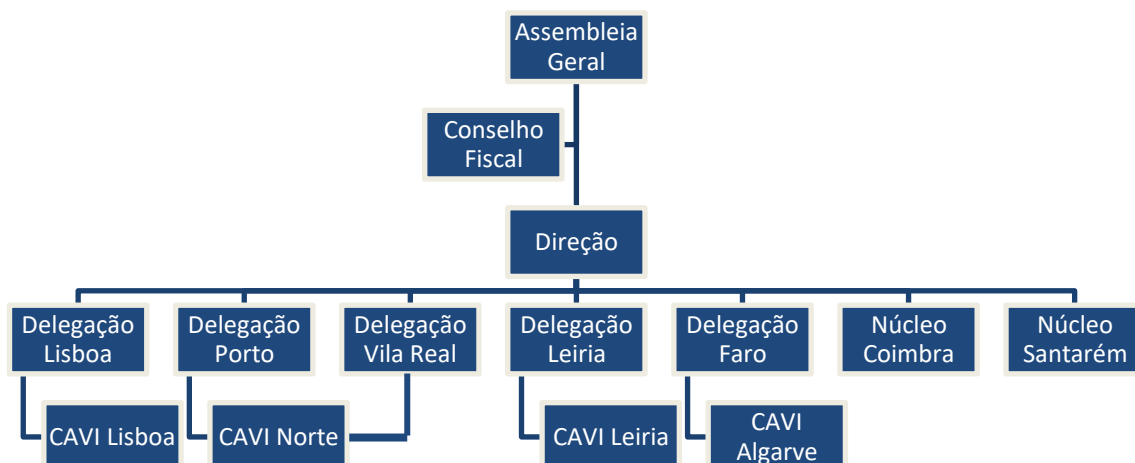 Assembleia
Geral
Conselho
Fiscal
Direção
Delegação
Lisboa
Delegação
Porto
Delegação
Vila Real
Delegação
Leiria
Delegação
Faro
Núcleo
Coimbra
Núcleo
Santarém
CAVI Lisboa
CAVI Norte
CAVI Leiria
CAVI
Algarve